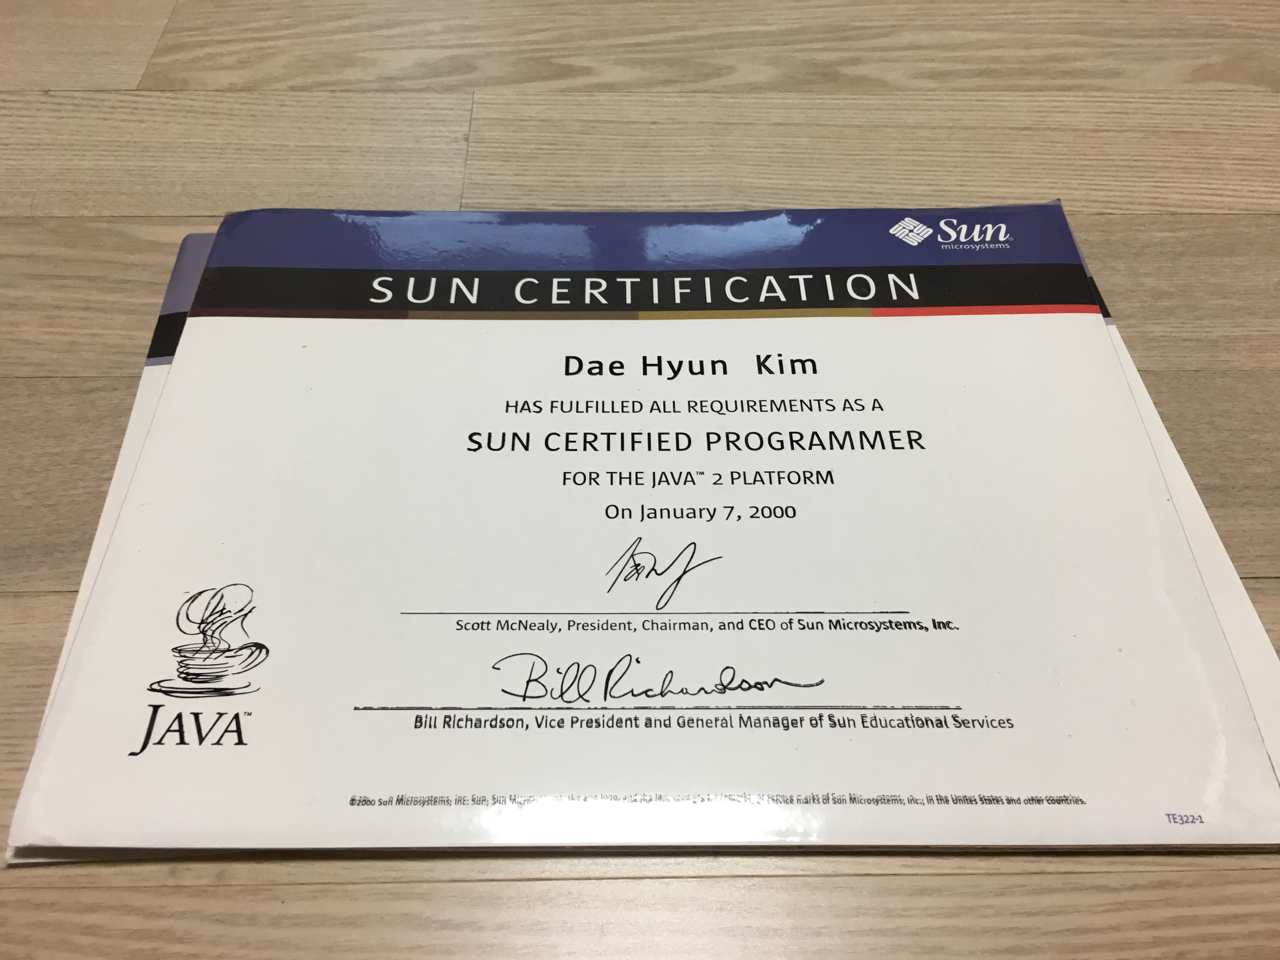 Sun
microsystems
SUN CERTIFICATION
Dae Hyun Kim
HAS FULFILLED ALL REQUIREMENTS AS A
SUN CERTIFIED PROGRAMMER
FOR THE JAVA™ 2 PLATFORM
On January 7, 2000
Scott McNealy, President, Chairman, and CEO of Sun Microsystems, Inc.
Bill Richardson
Bill Richardson, Vice President and General Manager of Sun Educational Services
JAVA™
©2000 Sun Microsystems, Inc. Sun, Sun of Sun Microsystems, Inc., in the United States and other countries.
TE322-1